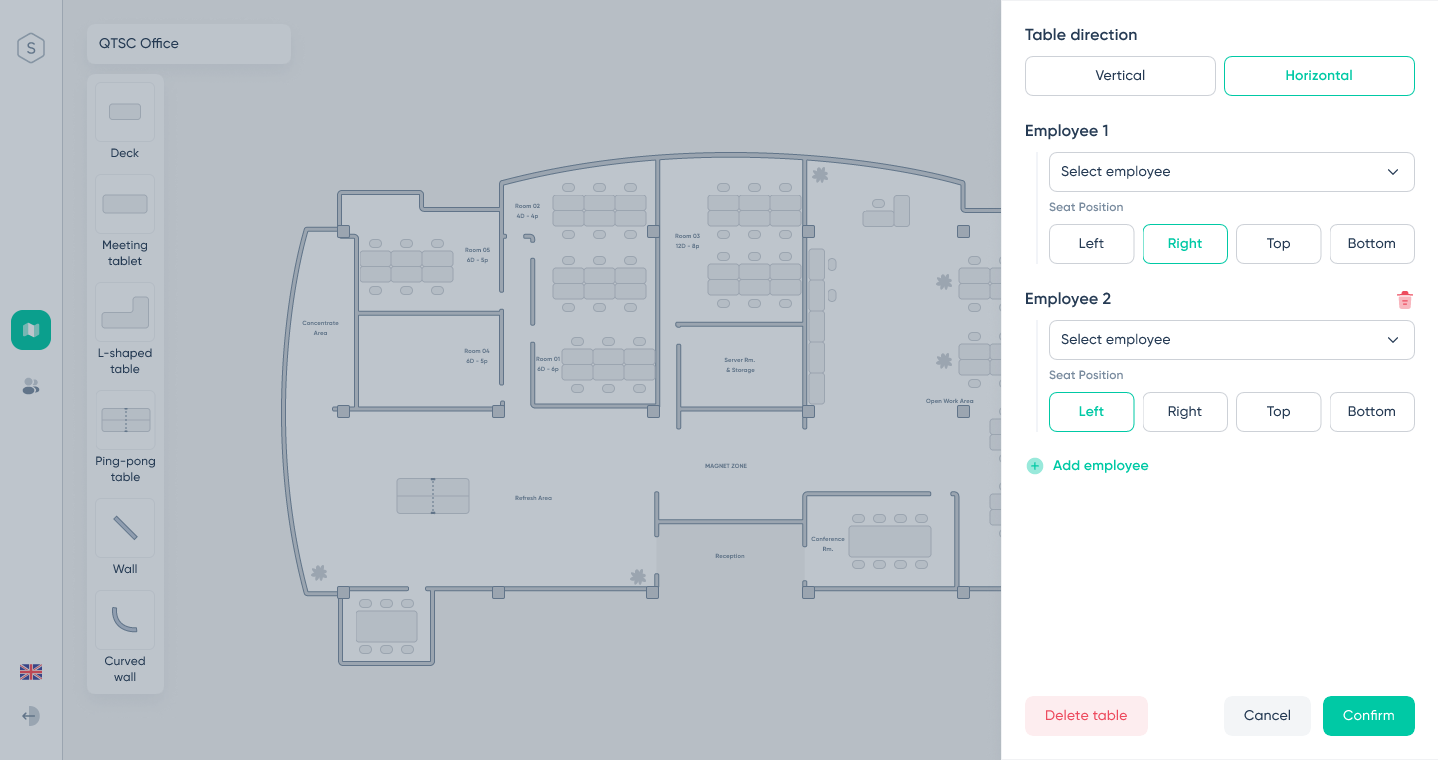 S
QTSC Office
Deck
Meeting
tablet
L-shaped
table
Ping-pong
table
Wall
Curved
wall
Room 02
4D - 4p
Room 03
12D - 8p
Room 05
6D - 5p
Concentrate
Area
Room 04
6D - 5p
Room 01
6D - 6p
Server Rm.
& Storage
Open Work Area
MAGNET ZONE
Refresh Area
Conference
Rm.
Reception
Table direction
Vertical
Horizontal
Employee 1
Select employee
Seat Position
Left
Right
Top
Bottom
Employee 2
Select employee
Seat Position
Left
Right
Top
Bottom
Add employee
Delete table
Cancel
Confirm